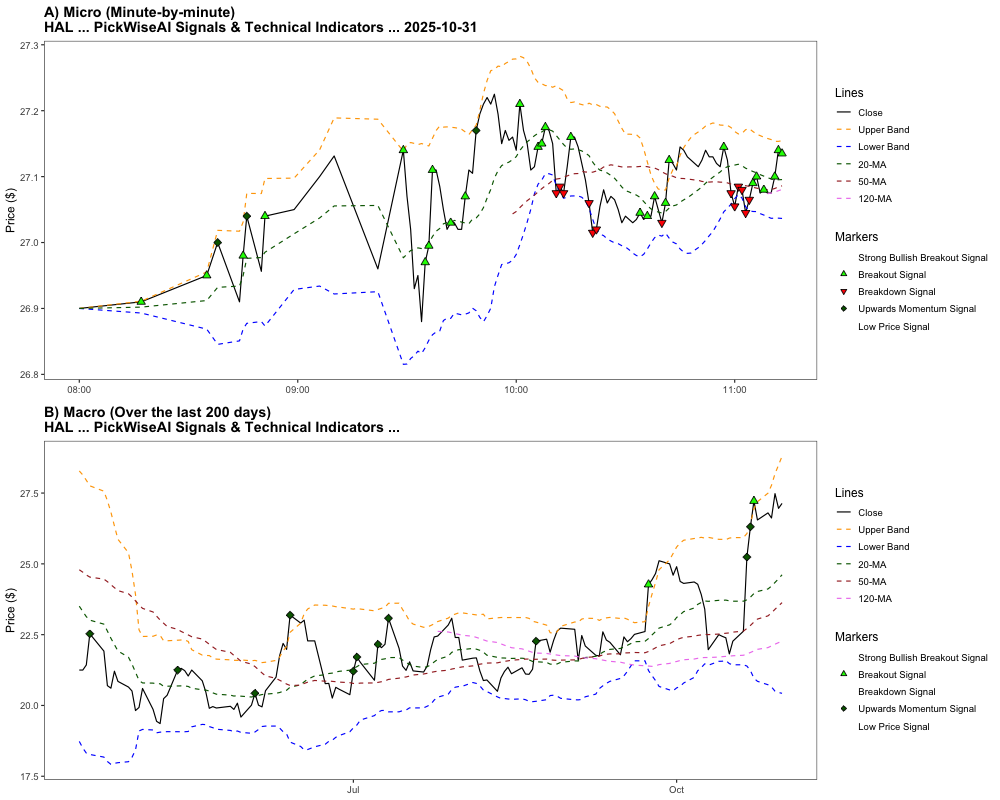 A) Micro (Minute-by-minute)
HAL ... PickWiseAI Signals & Technical Indicators ... 2025-10-31
Price ($)
27.3
27.2
27.1
27.0
26.9
26.8
08:00
09:00
10:00
11:00
Lines
Close
Upper Band
Lower Band
20-MA
50-MA
120-MA
Markers
Strong Bullish Breakout Signal
Breakout Signal
Breakdown Signal
Upwards Momentum Signal
Low Price Signal
B) Macro (Over the last 200 days)
HAL ... PickWiseAI Signals & Technical Indicators ...
Price ($)
27.5
25.0
22.5
20.0
17.5
Jul
Oct
Lines
Close
Upper Band
Lower Band
20-MA
50-MA
120-MA
Markers
Strong Bullish Breakout Signal
Breakout Signal
Breakdown Signal
Upwards Momentum Signal
Low Price Signal